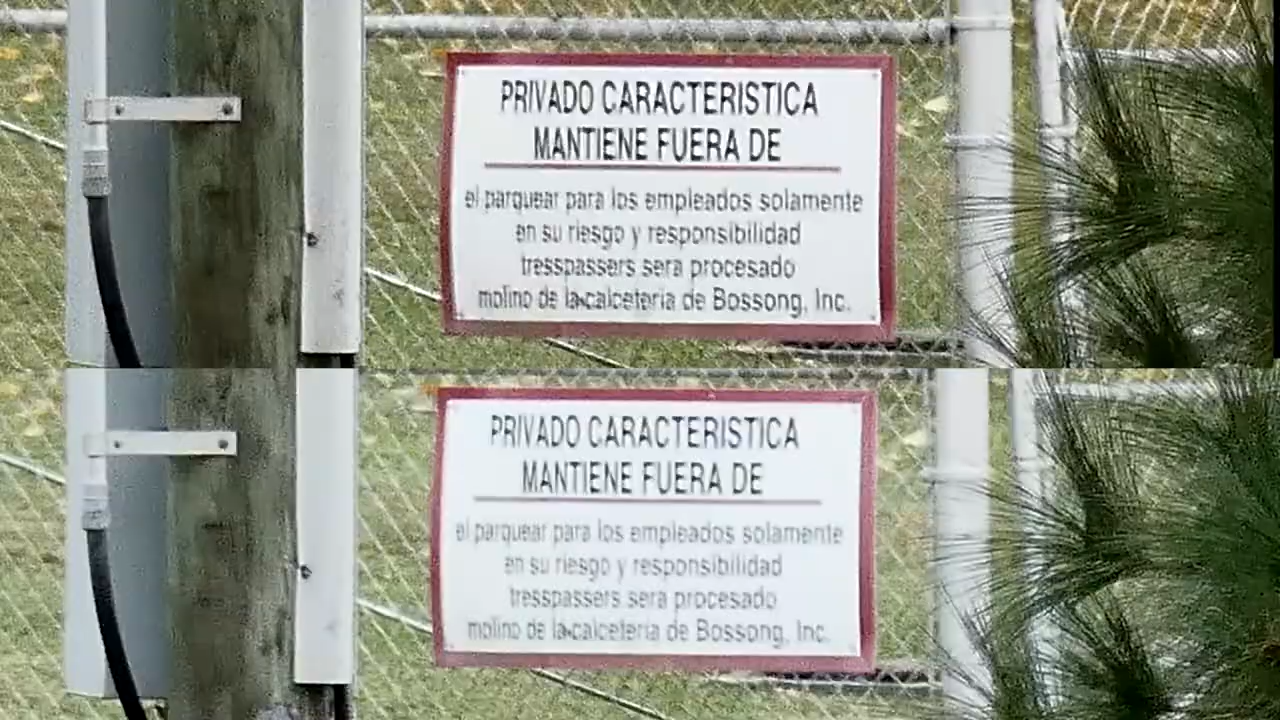 PRIVADO CARACTERISTICA
MANTIENE FUERA DE
el parquear para los empleados solamente
en su riesgo y responsibilidad
tresspassers sera procesado
molino de la calceteria de Bossong, Inc.
PRIVADO CARACTERISTICA
MANTIENE FUERA DE
el parquear para los empleados solamente
en su riesgo y responsibilidad
tresspassers sera procesado
molino de la calceteria de Bossong, Inc.